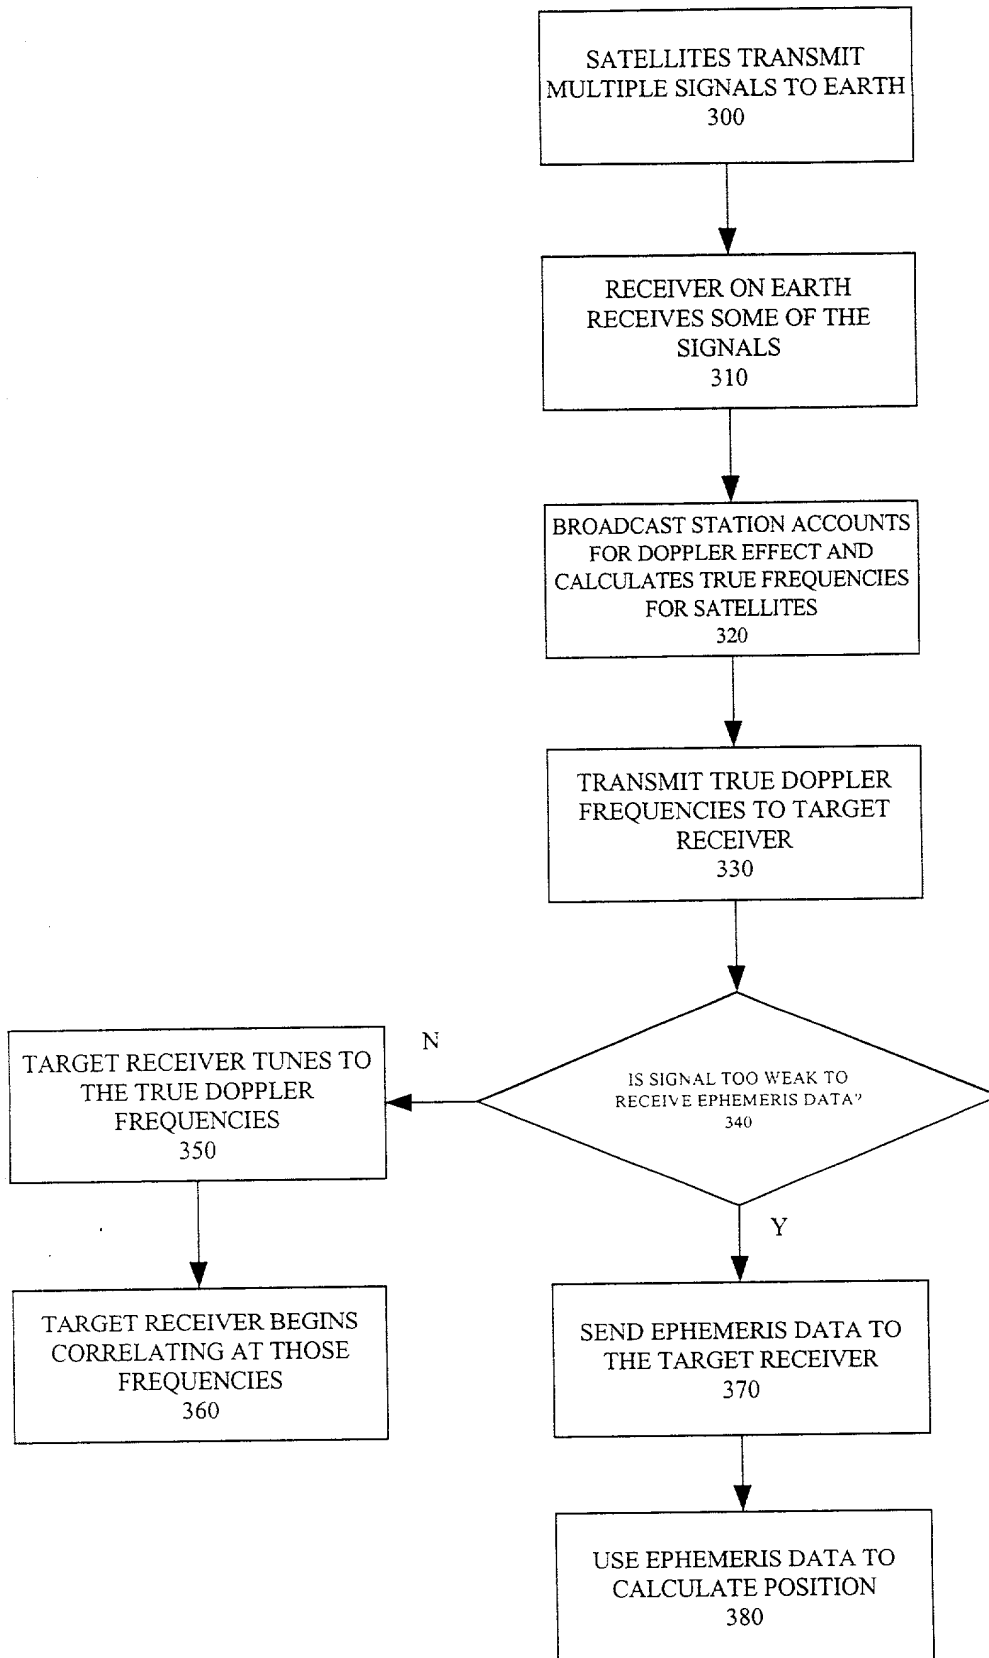 SATELLITES TRANSMIT
MULTIPLE SIGNALS TO EARTH
300
RECEIVER ON EARTH
RECEIVES SOME OF THE
SIGNALS
310
BROADCAST STATION ACCOUNTS
FOR DOPPLER EFFECT AND
CALCULATES TRUE FREQUENCIES
FOR SATELLITES
320
TRANSMIT TRUE DOPPLER
FREQUENCIES TO TARGET
RECEIVER
330
IS SIGNAL TOO WEAK TO
RECEIVE EPHEMERIS DATA?
340
N
TARGET RECEIVER TUNES TO
THE TRUE DOPPLER
FREQUENCIES
350
TARGET RECEIVER BEGINS
CORRELATING AT THOSE
FREQUENCIES
360
Y
SEND EPHEMERIS DATA TO
THE TARGET RECEIVER
370
USE EPHEMERIS DATA TO
CALCULATE POSITION
380